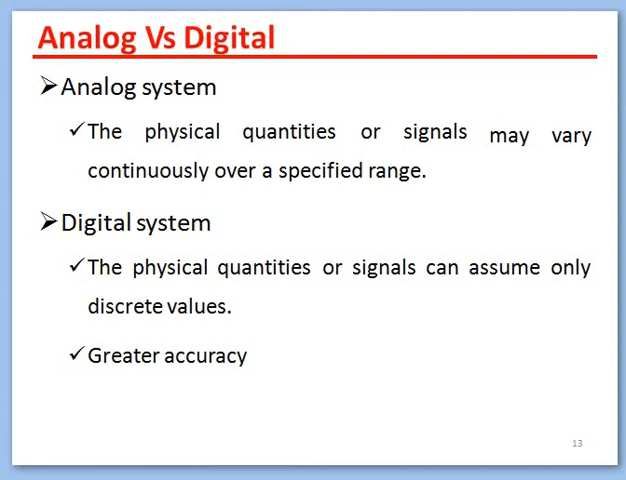 Analog Vs Digital
➢Analog system
✓The physical quantities or signals may vary
continuously over a specified range.
➢Digital system
✓The physical quantities or signals can assume only
discrete values.
✓Greater accuracy
13